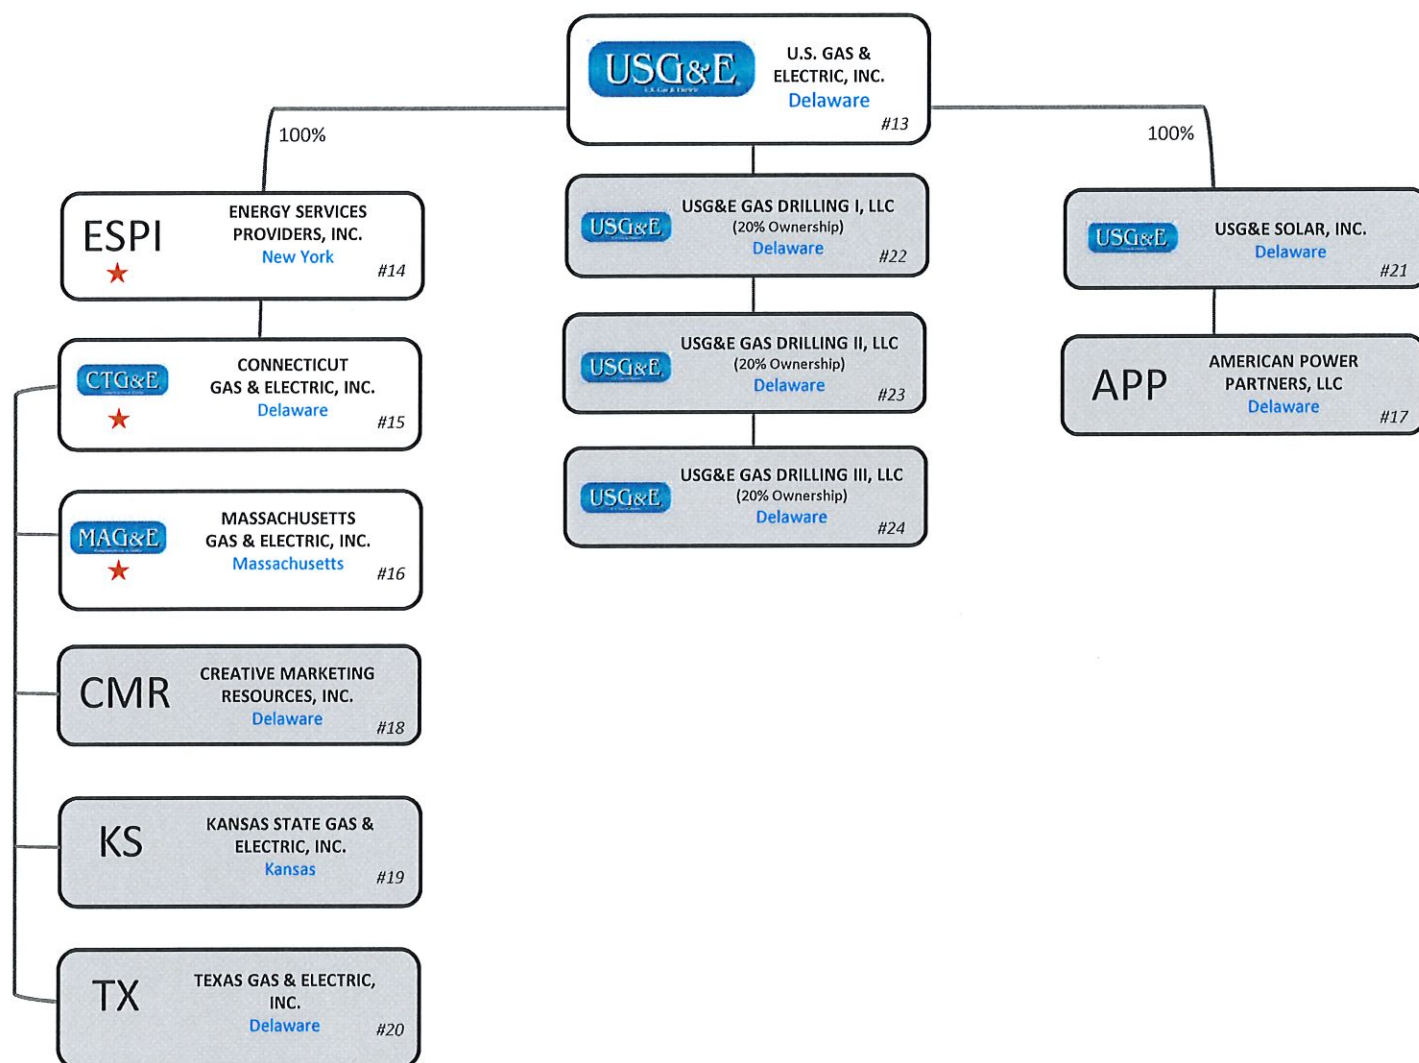 USG&E
U.S. Gas & Electric
U.S. GAS &
ELECTRIC, INC.
Delaware
#13
100%
100%
ESPI
ENERGY SERVICES
PROVIDERS, INC.
New York
#14
USG&E
USG&E GAS DRILLING I, LLC
(20% Ownership)
Delaware
#22
USG&E
USG&E SOLAR, INC.
Delaware
#21
CTG&E
CONNECTICUT
GAS & ELECTRIC, INC.
Delaware
#15
USG&E
USG&E GAS DRILLING II, LLC
(20% Ownership)
Delaware
#23
APP
AMERICAN POWER
PARTNERS, LLC
Delaware
#17
USG&E
USG&E GAS DRILLING III, LLC
(20% Ownership)
Delaware
#24
MAG&E
MASSACHUSETTS
GAS & ELECTRIC, INC.
Massachusetts
#16
CMR
CREATIVE MARKETING
RESOURCES, INC.
Delaware
#18
KS
KANSAS STATE GAS &
ELECTRIC, INC.
Kansas
#19
TX
TEXAS GAS & ELECTRIC,
INC.
Delaware
#20